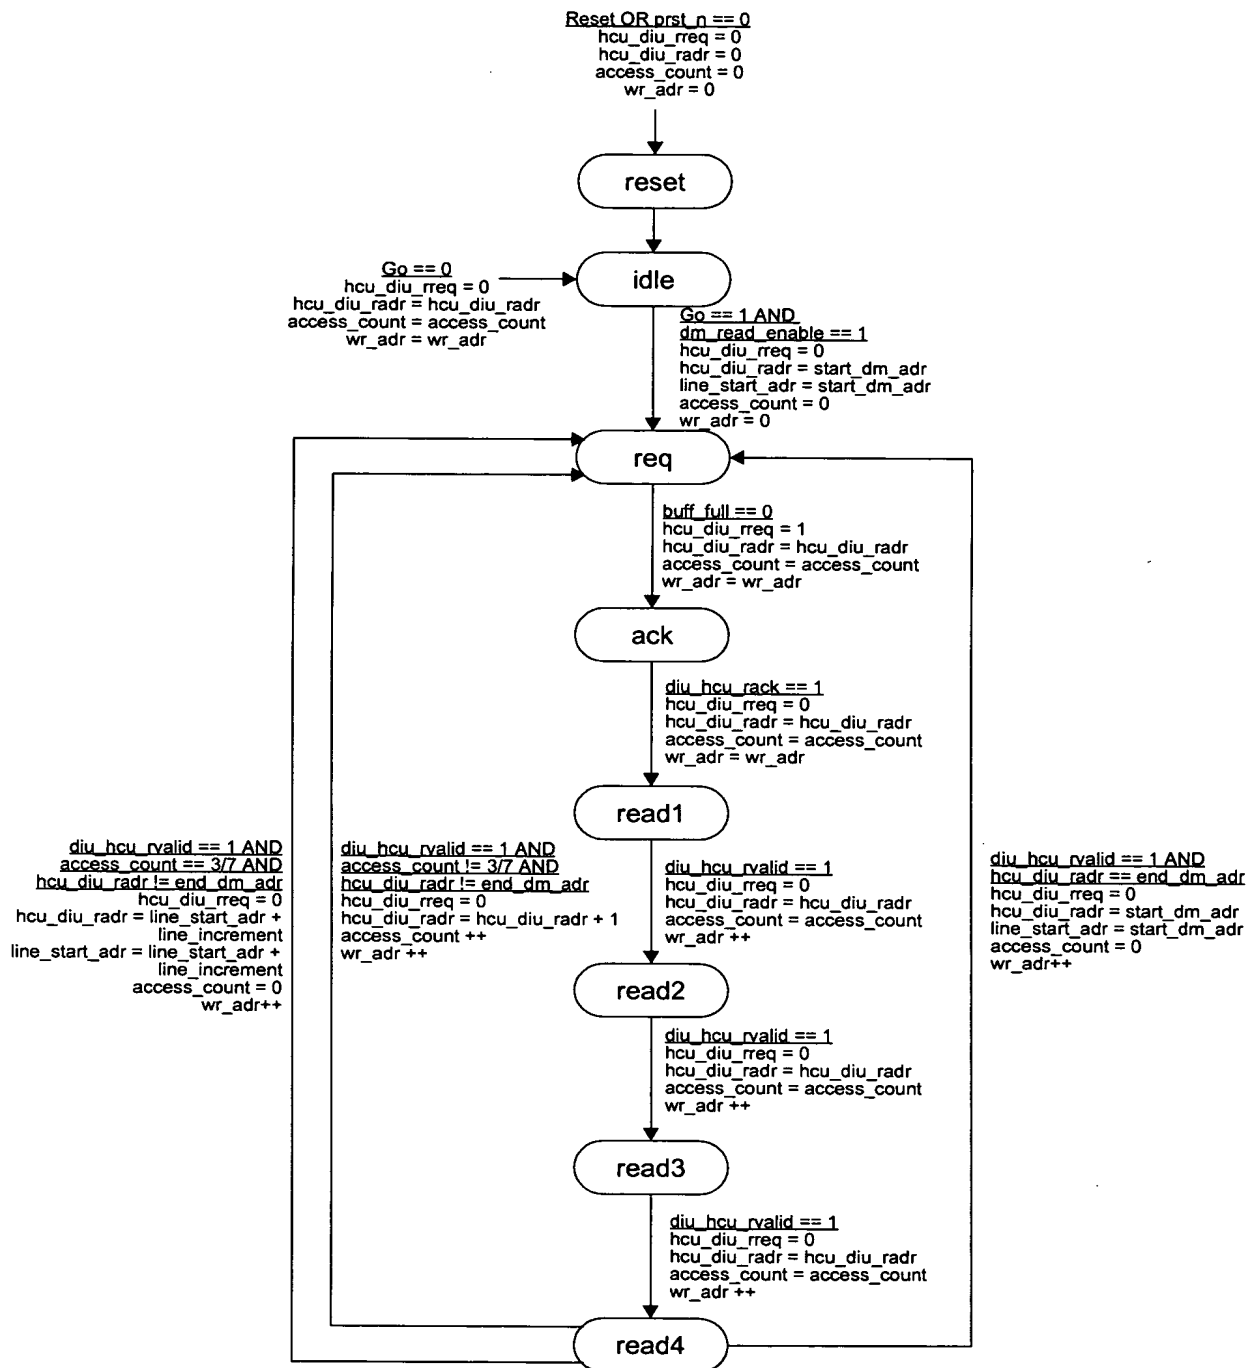 Reset OR prst_n == 0
hcu_diu_rreq = 0
hcu_diu_radr = 0
access_count = 0
wr_adr = 0
reset
idle
Go == 0
hcu_diu_rreq = 0
hcu_diu_radr = hcu_diu_radr
access_count = access_count
wr_adr = wr_adr
Go == 1 AND
dm_read_enable == 1
hcu_diu_rreq = 0
hcu_diu_radr = start_dm_adr
line_start_adr = start_dm_adr
access_count = 0
wr_adr = 0
req
buff_full == 0
hcu_diu_rreq = 1
hcu_diu_radr = hcu_diu_radr
access_count = access_count
wr_adr = wr_adr
ack
diu_hcu_rack == 1
hcu_diu_rreq = 0
hcu_diu_radr = hcu_diu_radr
access_count = access_count
wr_adr = wr_adr
read1
diu_hcu_rvalid == 1 AND
access_count == 3/7 AND
hcu_diu_radr != end_dm_adr
hcu_diu_rreq = 0
hcu_diu_radr = line_start_adr +
line_increment
line_start_adr = line_start_adr +
line_increment
access_count = 0
wr_adr++
diu_hcu_rvalid == 1 AND
access_count != 3/7 AND
hcu_diu_radr != end_dm_adr
hcu_diu_rreq = 0
hcu_diu_radr = hcu_diu_radr + 1
access_count ++
wr_adr ++
diu_hcu_rvalid == 1
hcu_diu_rreq = 0
hcu_diu_radr = hcu_diu_radr
access_count = access_count
wr_adr ++
diu_hcu_rvalid == 1 AND
hcu_diu_radr == end_dm_adr
hcu_diu_rreq = 0
hcu_diu_radr = start_dm_adr
line_start_adr = start_dm_adr
access_count = 0
wr_adr++
read2
diu_hcu_rvalid == 1
hcu_diu_rreq = 0
hcu_diu_radr = hcu_diu_radr
access_count = access_count
wr_adr ++
read3
diu_hcu_rvalid == 1
hcu_diu_rreq = 0
hcu_diu_radr = hcu_diu_radr
access_count = access_count
wr_adr ++
read4